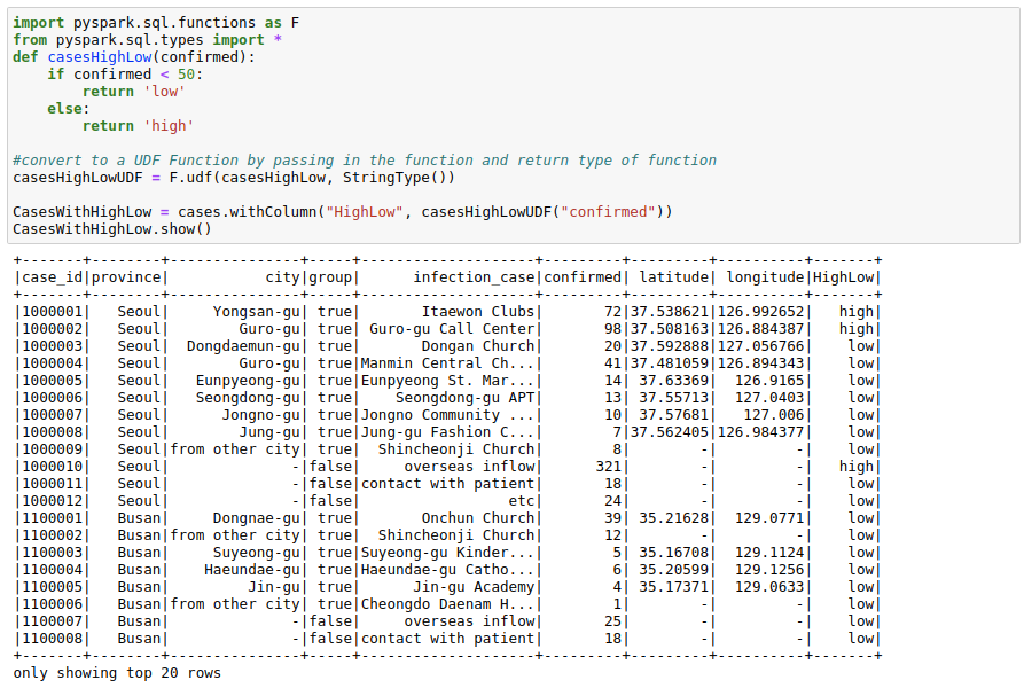 import pyspark.sql.functions as F
from pyspark.sql.types import *
def casesHighLow(confirmed):
    if confirmed < 50:
        return 'low'
    else:
        return 'high'

#convert to a UDF Function by passing in the function and return type of function
casesHighLowUDF = F.udf(casesHighLow, StringType())

CasesWithHighLow = cases.withColumn("HighLow", casesHighLowUDF("confirmed"))
CasesWithHighLow.show()
+-------+--------+---------------+-----+--------------------+---------+---------+----------+-------+
|case_id|province|           city|group|      infection_case|confirmed| latitude| longitude|HighLow|
+-------+--------+---------------+-----+--------------------+---------+---------+----------+-------+
|1000001|   Seoul|     Yongsan-gu| true|       Itaewon Clubs|       72|37.538621|126.992652|   high|
|1000002|   Seoul|        Guro-gu| true| Guro-gu Call Center|       98|37.508163|126.884387|   high|
|1000003|   Seoul|  Dongdaemun-gu| true|       Dongan Church|       20|37.592888|127.056766|    low|
|1000004|   Seoul|        Guro-gu| true|Manmin Central Ch...|       41|37.481059|126.894343|    low|
|1000005|   Seoul|   Eunpyeong-gu| true|Eunpyeong St. Mar...|       14| 37.63369|  126.9165|    low|
|1000006|   Seoul|   Seongdong-gu| true|    Seongdong-gu APT|       13| 37.55713|  127.0403|    low|
|1000007|   Seoul|      Jongno-gu| true|Jongno Community ...|       10| 37.57681|   127.006|    low|
|1000008|   Seoul|        Jung-gu| true|Jung-gu Fashion C...|        7|37.562405|126.984377|    low|
|1000009|   Seoul|from other city| true|  Shincheonji Church|        8|        -|         -|    low|
|1000010|   Seoul|              -|false|     overseas inflow|      321|        -|         -|   high|
|1000011|   Seoul|              -|false|contact with patient|       18|        -|         -|    low|
|1000012|   Seoul|              -|false|                 etc|       24|        -|         -|    low|
|1100001|   Busan|     Dongnae-gu| true|       Onchun Church|       39| 35.21628|  129.0771|    low|
|1100002|   Busan|from other city| true|  Shincheonji Church|       12|        -|         -|    low|
|1100003|   Busan|     Suyeong-gu| true|Suyeong-gu Kinder...|        5| 35.16708|  129.1124|    low|
|1100004|   Busan|    Haeundae-gu| true|Haeundae-gu Catho...|        6| 35.20599|  129.1256|    low|
|1100005|   Busan|         Jin-gu| true|      Jin-gu Academy|        4| 35.17371|  129.0633|    low|
|1100006|   Busan|from other city| true|Cheongdo Daenam H...|        1|        -|         -|    low|
|1100007|   Busan|              -|false|     overseas inflow|       25|        -|         -|    low|
|1100008|   Busan|              -|false|contact with patient|       18|        -|         -|    low|
+-------+--------+---------------+-----+--------------------+---------+---------+----------+-------+
only showing top 20 rows